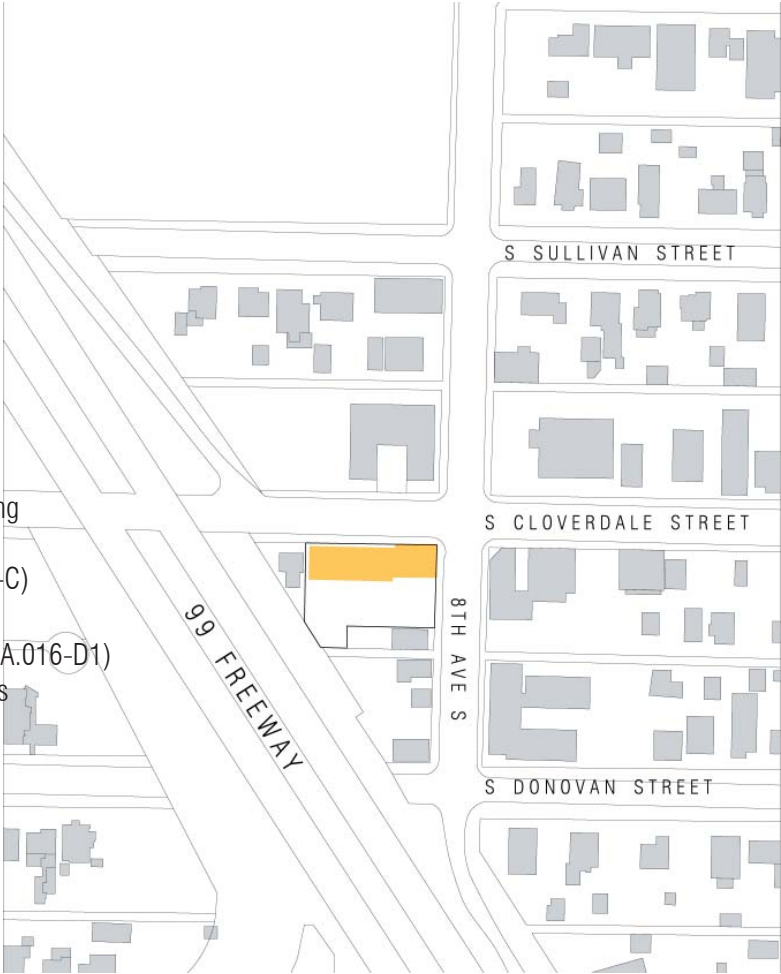 S SULLIVAN STREET
ng
S CLOVERDALE STREET
-C)
8TH AVE S
A.016-D1)
s
99 FREEWAY
S DONOVAN STREET